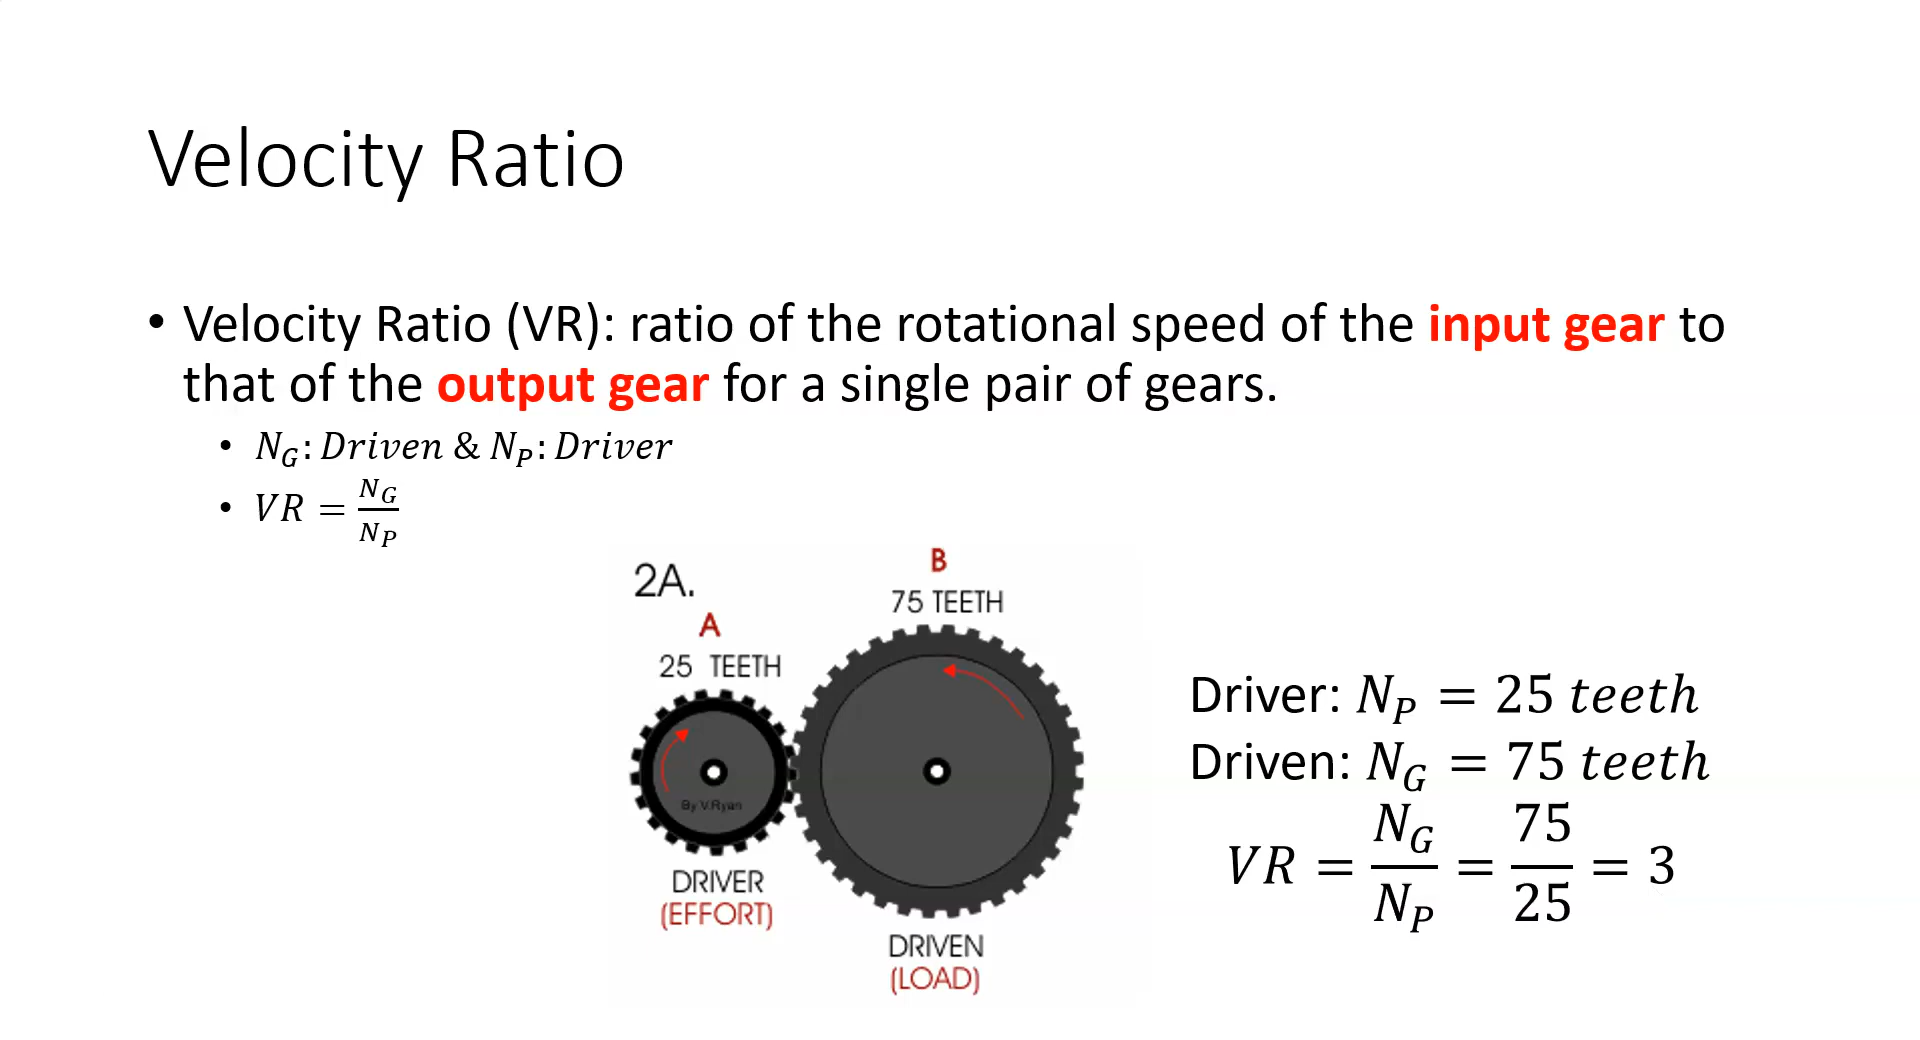 Velocity Ratio
• Velocity Ratio (VR): ratio of the rotational speed of the input gear to
that of the output gear for a single pair of gears.
• N_G: Driven & N_P: Driver
• VR = N_G/N_P
2A.
A
25 TEETH
B
75 TEETH
By V.Ryan
DRIVER
(EFFORT)
DRIVEN
(LOAD)
Driver: N_P = 25 teeth
Driven: N_G = 75 teeth
VR = N_G/N_P = 75/25 = 3